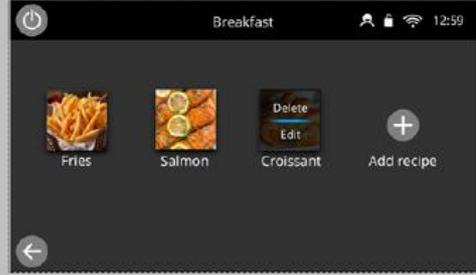 Breakfast
12:59
Delete
Edit
Fries
Salmon
Croissant
Add recipe